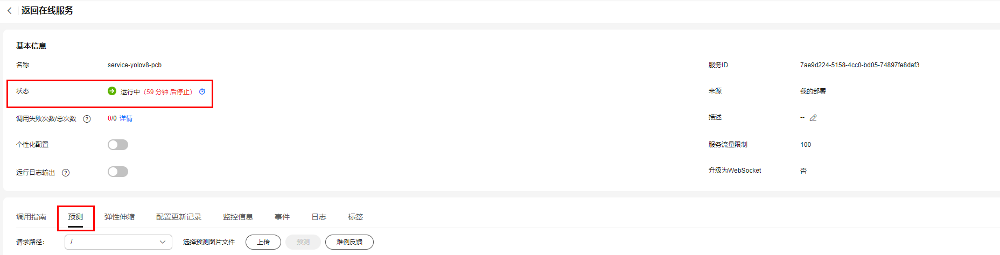 返回在线服务
基本信息
名称 service-yolov8-pcb 服务ID 7ae9d224-5158-4cc0-bd05-74897fe8daf3
状态 运行中 (59 分钟 后停止) 来源 我的部署
调用失败次数/总次数 0/0 详情 描述 --
个性化配置 服务流量限制 100
运行日志输出 升级为WebSocket 否
调用指南 预测 弹性伸缩 配置更新记录 监控信息 事件 日志 标签
请求路径: / 选择预测图片文件 上传 预测 难例反馈